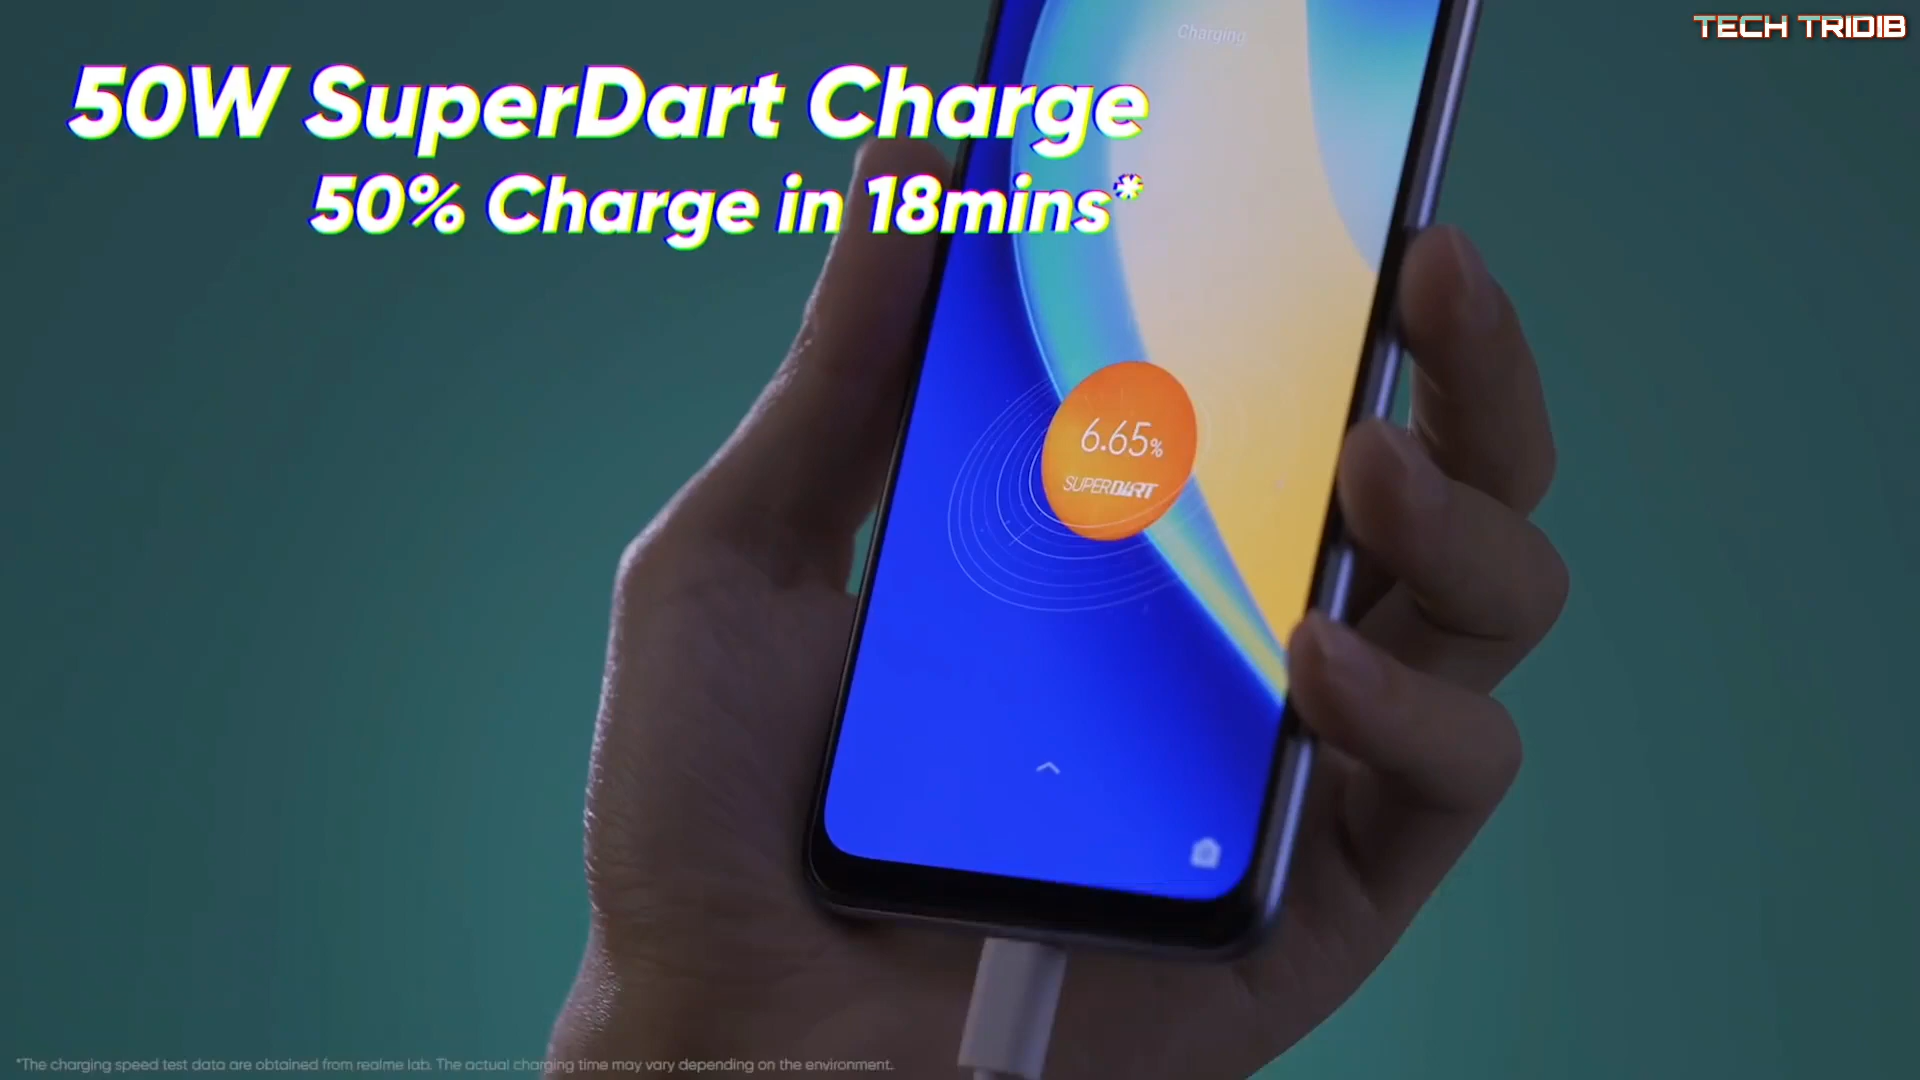 TECH TRIDIB
50W SuperDart Charge
50% Charge in 18mins*
Charging
6.65%
SUPERDART
*The charging speed test data are obtained from realme lab. The actual charging time may vary depending on the environment.